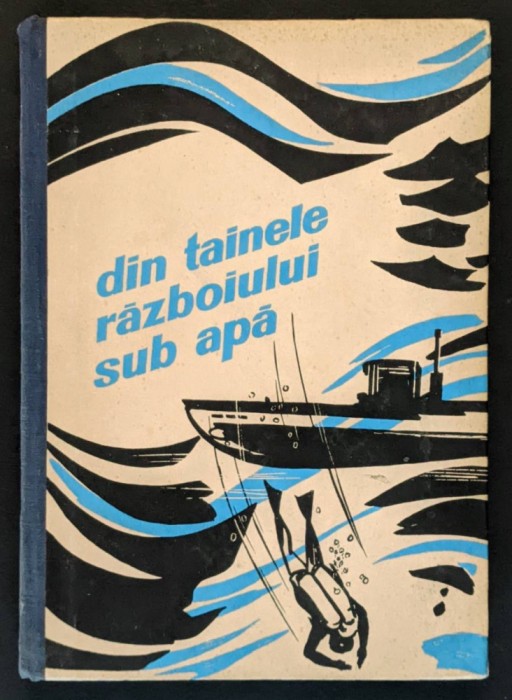 din tainele
războiului
sub apă